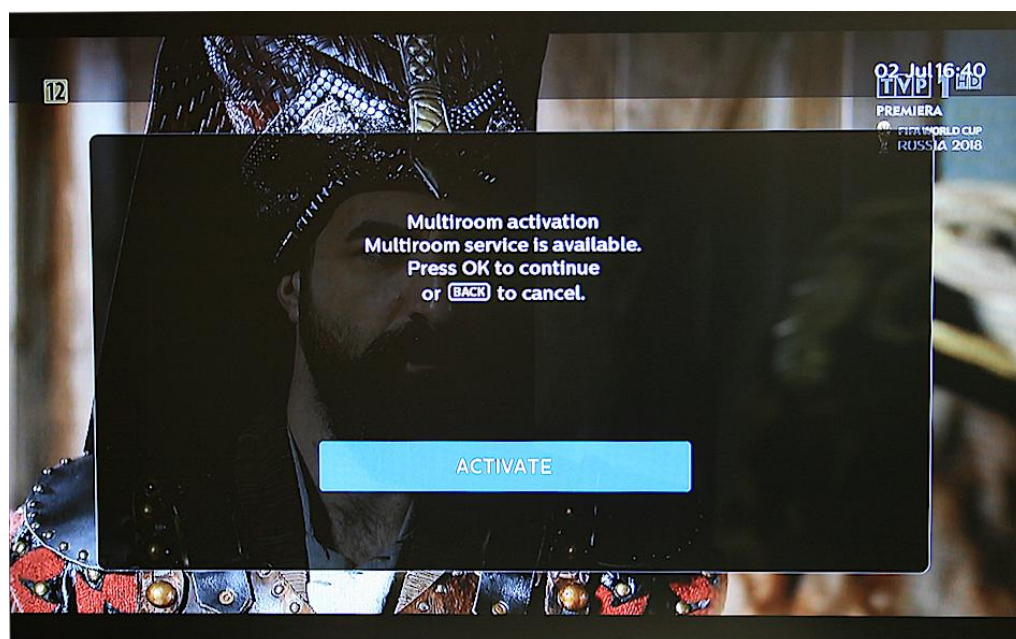 12
02 Jul 16:40
TVP 1 HD
PREMIERA
FIFA WORLD CUP
RUSSIA 2018
Multiroom activation
Multiroom service is available.
Press OK to continue
or BACK to cancel.
ACTIVATE